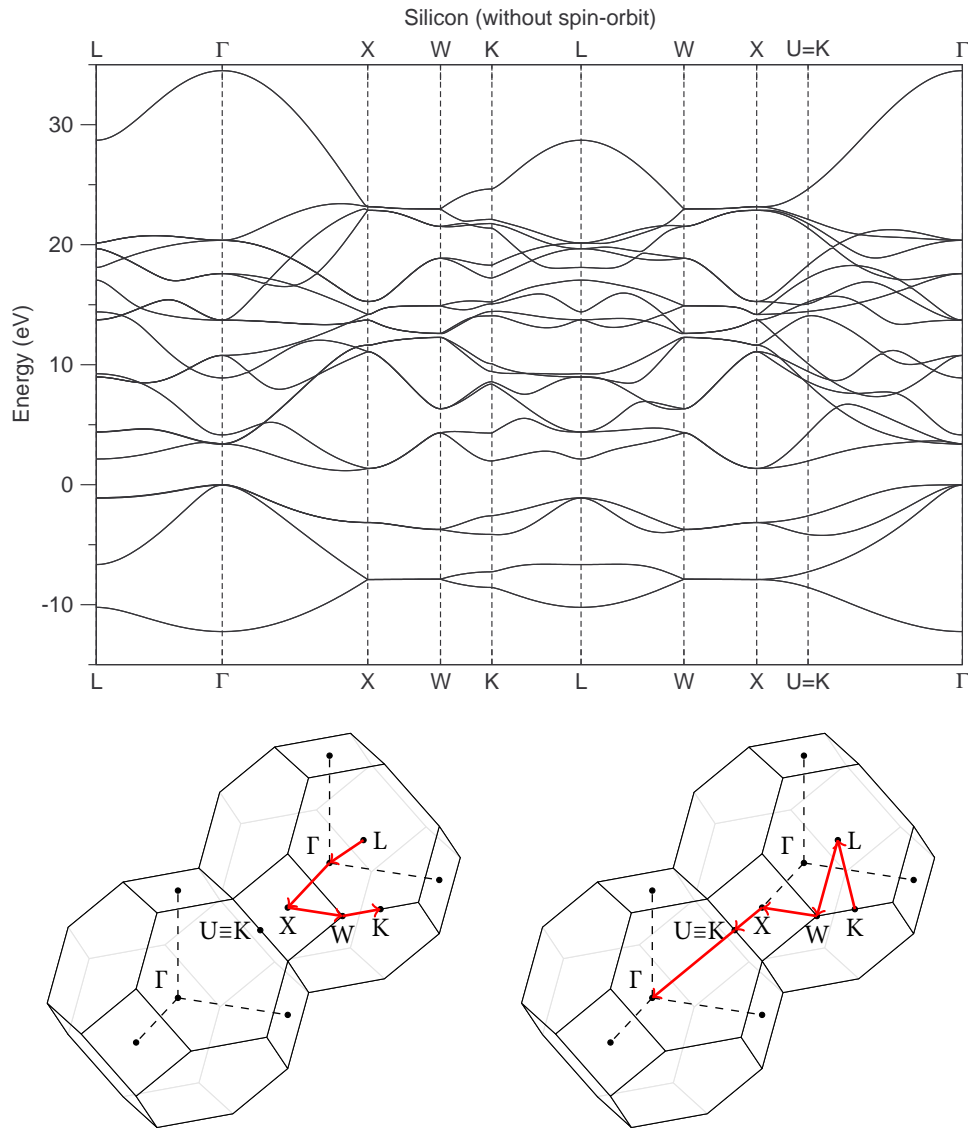 Silicon (without spin-orbit)
L Γ X W K L W X U=K Γ
30
20
10
0
-10
Energy (eV)
L Γ X W K L W X U=K Γ
Γ L
X W K
U≡K
Γ
Γ L
X W K
U≡K
Γ